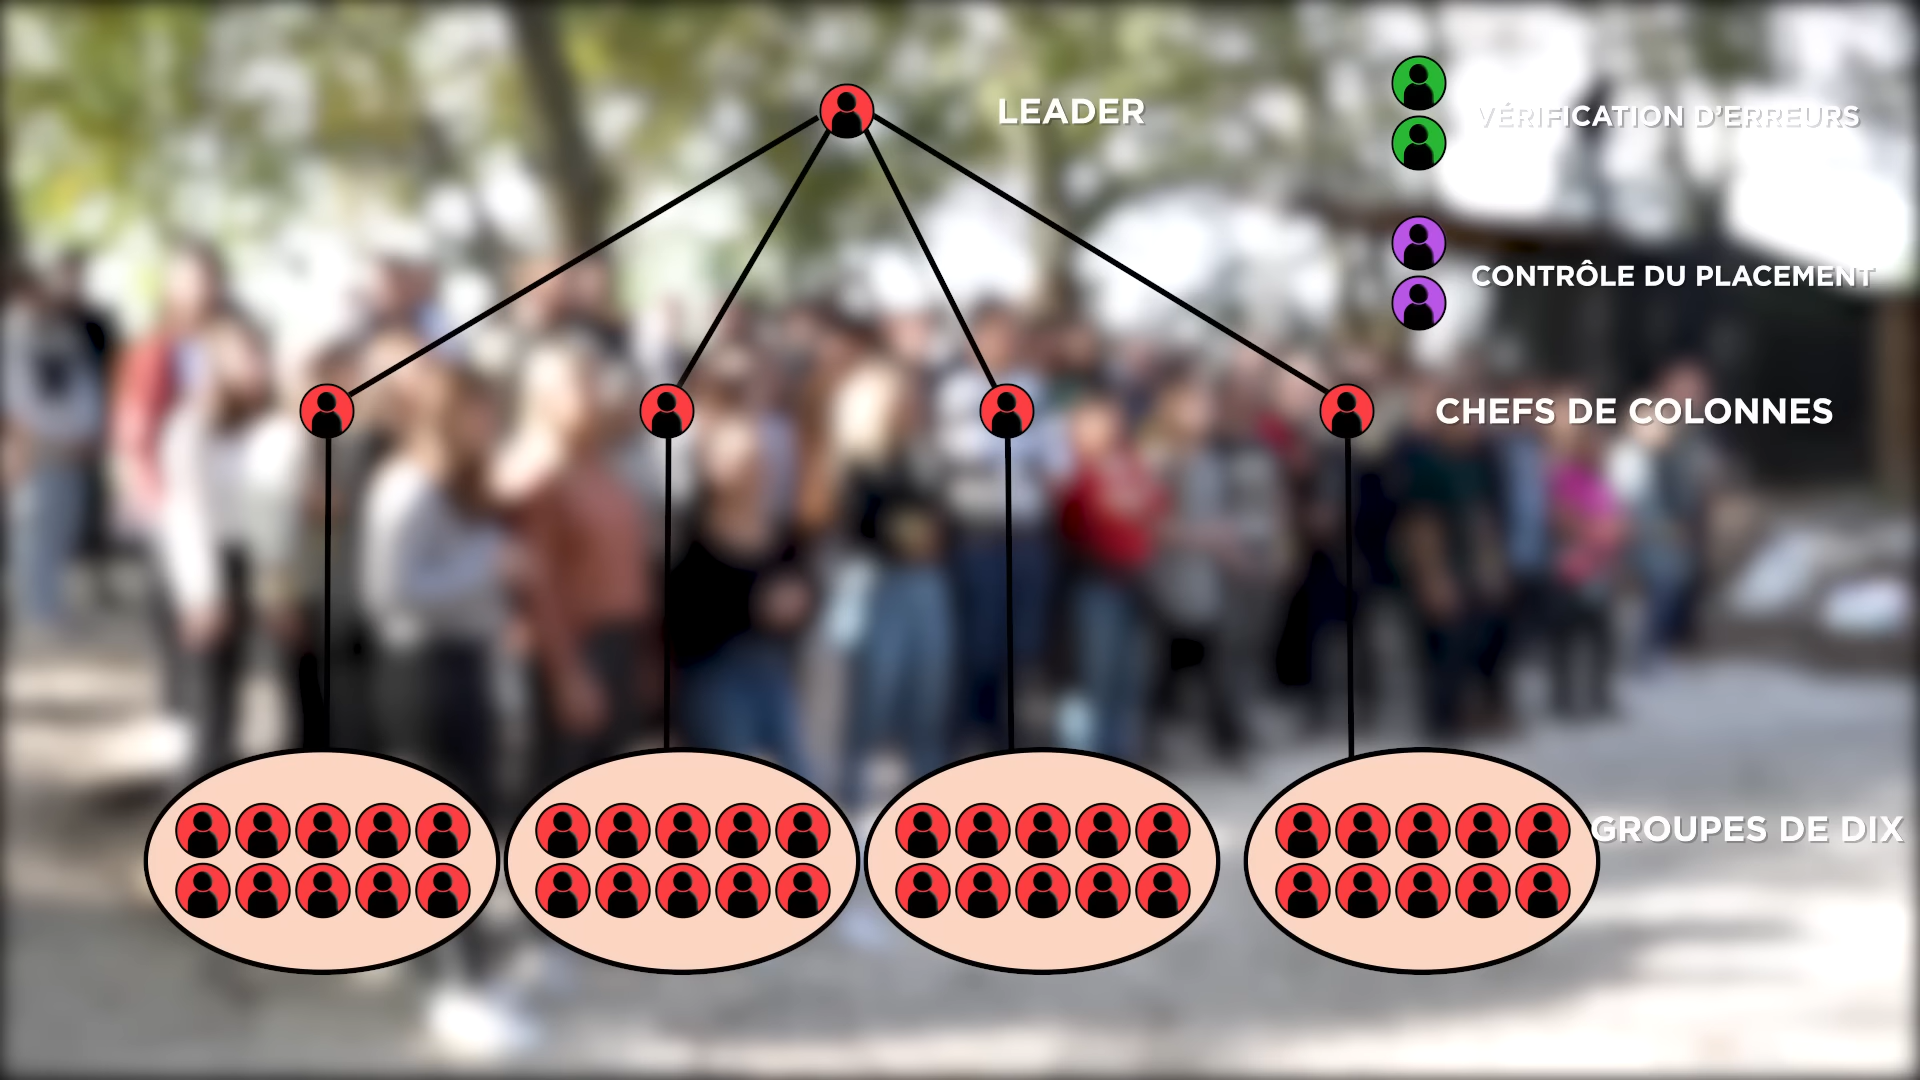 LEADER
VÉRIFICATION D'ERREURS
CONTRÔLE DU PLACEMENT
CHEFS DE COLONNES
GROUPES DE DIX